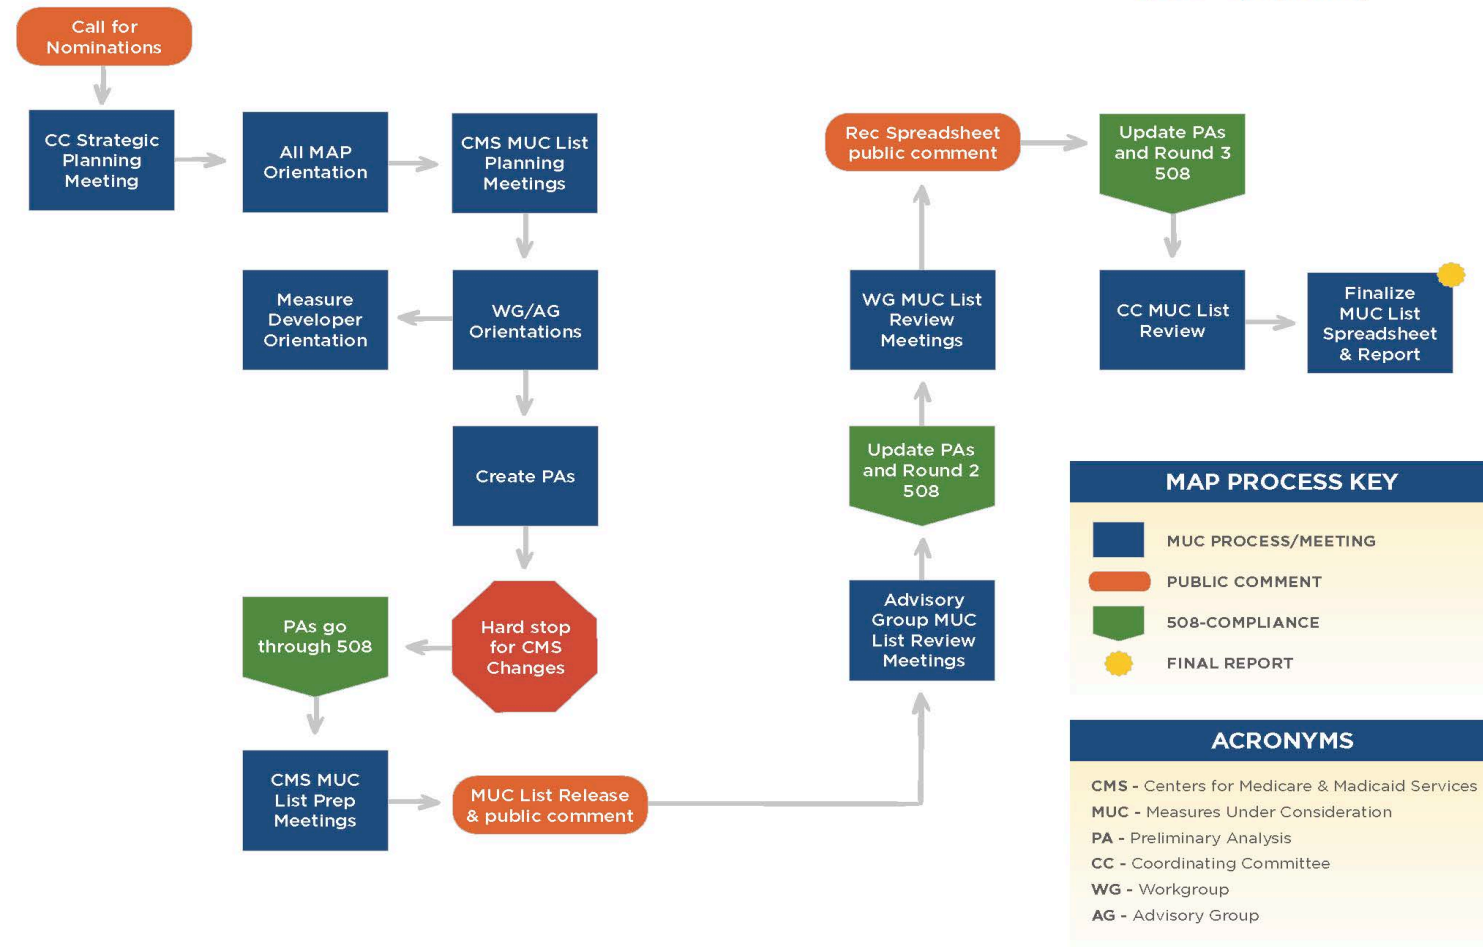 Call for
Nominations
CC Strategic
Planning
Meeting
All MAP
Orientation
CMS MUC List
Planning
Meetings
Measure
Developer
Orientation
WG/AG
Orientations
Create PAs
PAs go
through 508
Hard stop
for CMS
Changes
CMS MUC
List Prep
Meetings
MUC List Release
& public comment
Rec Spreadsheet
public comment
Update PAs
and Round 3
508
WG MUC List
Review
Meetings
CC MUC List
Review
Finalize
MUC List
Spreadsheet
& Report
Update PAs
and Round 2
508
Advisory
Group MUC
List Review
Meetings
MAP PROCESS KEY
MUC PROCESS/MEETING
PUBLIC COMMENT
508-COMPLIANCE
FINAL REPORT
ACRONYMS
CMS - Centers for Medicare & Medicaid Services
MUC - Measures Under Consideration
PA - Preliminary Analysis
CC - Coordinating Committee
WG - Workgroup
AG - Advisory Group